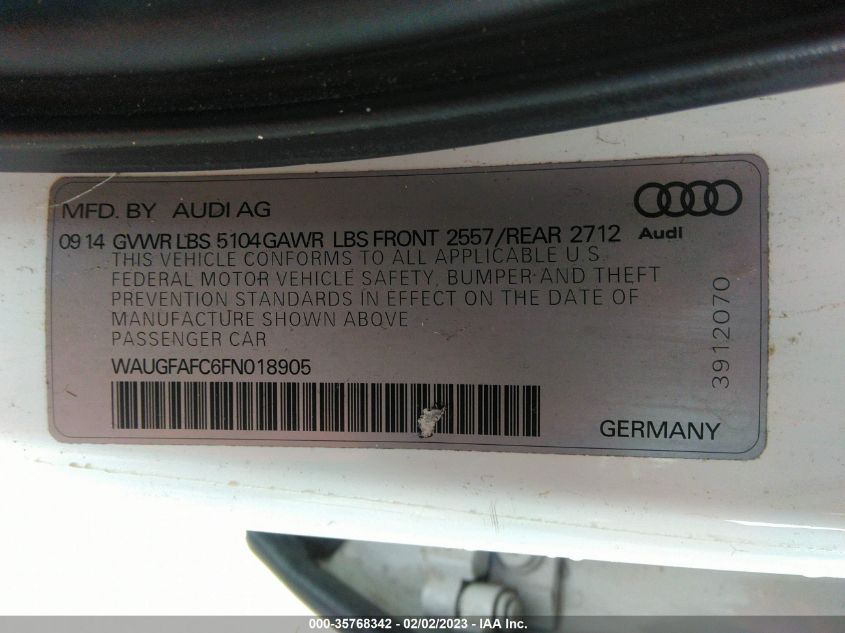 MFD. BY AUDI AG
09 14 GVWR LBS 5104 GAWR LBS FRONT 2557/REAR 2712
Audi
THIS VEHICLE CONFORMS TO ALL APPLICABLE U.S.
FEDERAL MOTOR VEHICLE SAFETY, BUMPER AND THEFT
PREVENTION STANDARDS IN EFFECT ON THE DATE OF
MANUFACTURE SHOWN ABOVE
PASSENGER CAR
WAUGFAFC6FN018905
3912070
GERMANY
000-35768342 - 02/02/2023 - IAA Inc.